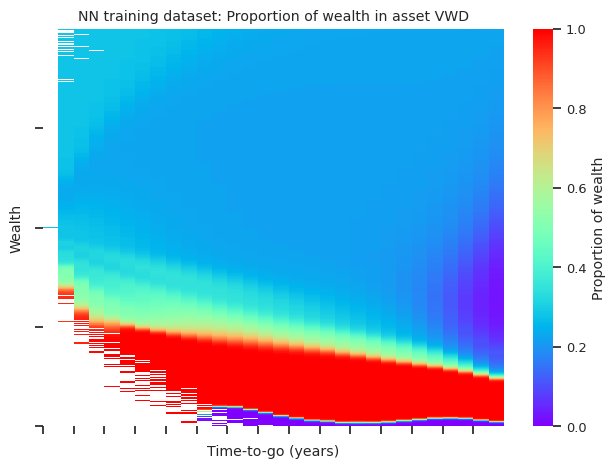 NN training dataset: Proportion of wealth in asset VWD
Wealth
Time-to-go (years)
1.0
0.8
0.6
0.4
0.2
0.0
Proportion of wealth